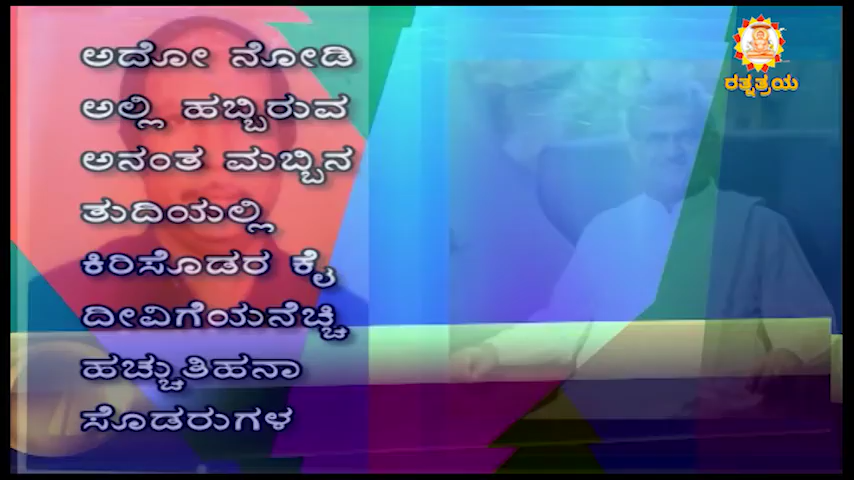 ಅದೋ ನೋಡಿ
ಅಲ್ಲಿ ಹಬ್ಬಿರುವ
ಅನಂತ ಮಬ್ಬಿನ
ತುದಿಯಲ್ಲಿ
ಕಿರಿಸೊಡರ ಕೈ
ದೀವಿಗೆಯನೆಚ್ಚಿ
ಹಚ್ಚುತಿಹನಾ
ಸೊಡರುಗಳ
ರತ್ನತ್ರಯ